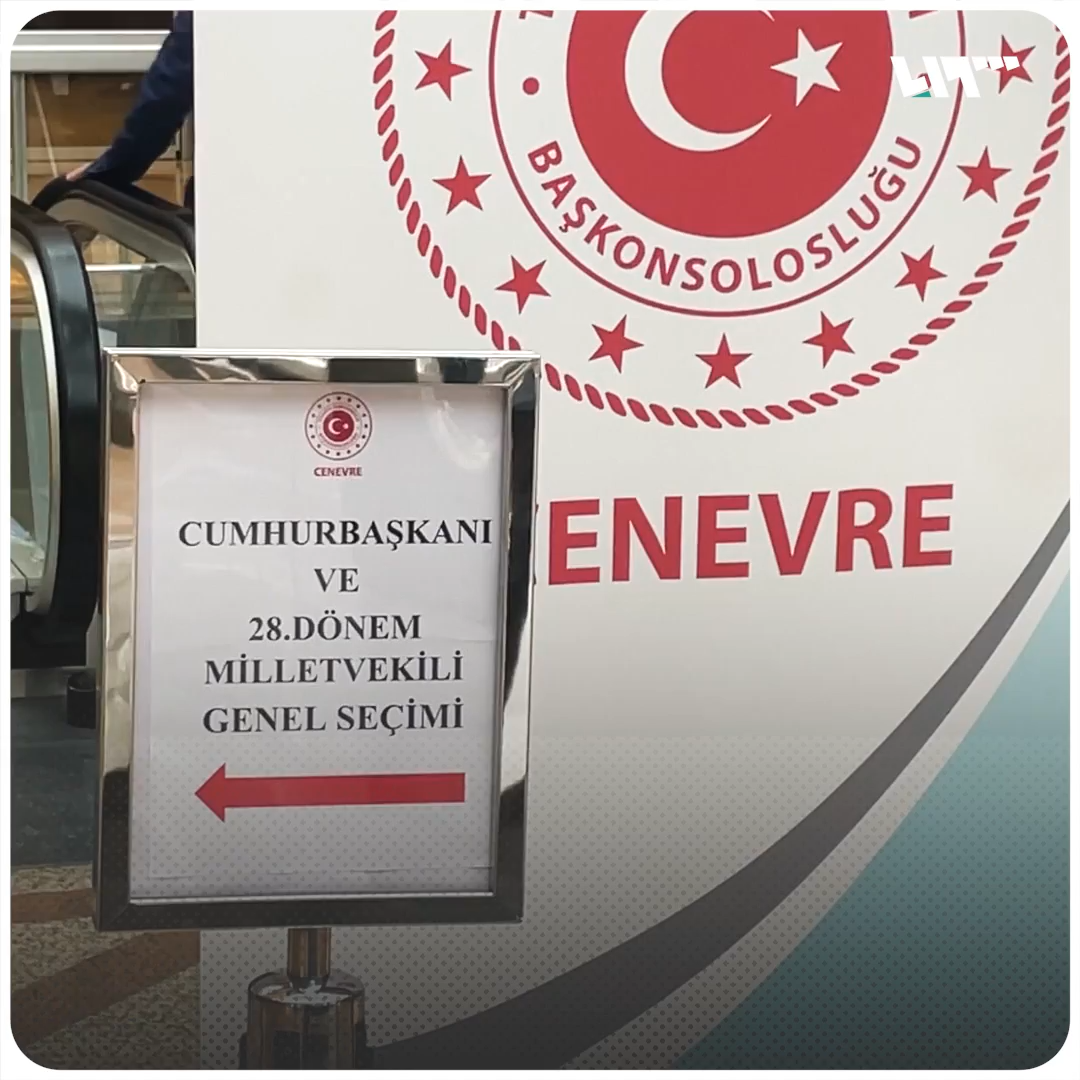 BAŞKONSOLOSLUĞU
ENEVRE
CENEVRE
CUMHURBAŞKANI
VE
28.DÖNEM
MİLLETVEKİLİ
GENEL SEÇİMİ